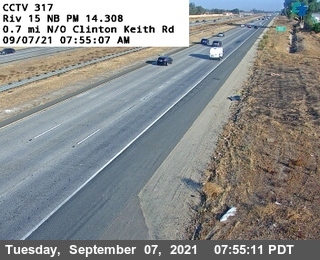 CCTV 317
Riv 15 NB PM 14.308
0.7 mi N/O Clinton Keith Rd
09/07/21 07:55:07 AM
Tuesday, September 07, 2021 07:55:11 PDT